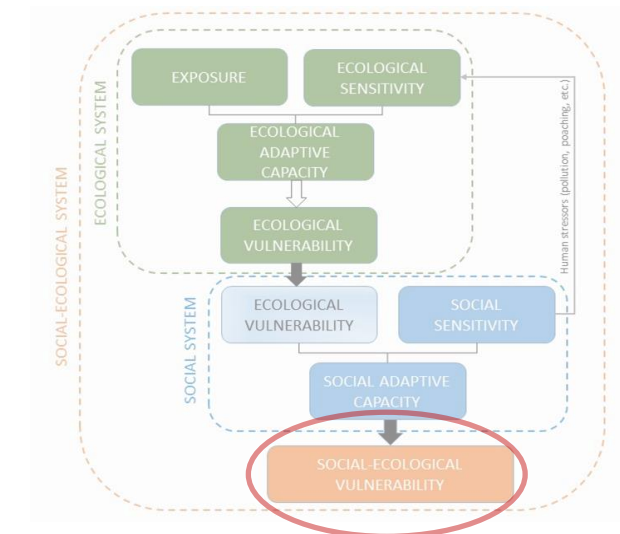 EXPOSURE
ECOLOGICAL
SENSITIVITY
ECOLOGICAL
ADAPTIVE
CAPACITY
ECOLOGICAL
VULNERABILITY
ECOLOGICAL SYSTEM
SOCIAL-ECOLOGICAL SYSTEM
Human stressors (pollution, poaching, etc.)
ECOLOGICAL
VULNERABILITY
SOCIAL
SENSITIVITY
SOCIAL SYSTEM
SOCIAL ADAPTIVE
CAPACITY
SOCIAL-ECOLOGICAL
VULNERABILITY